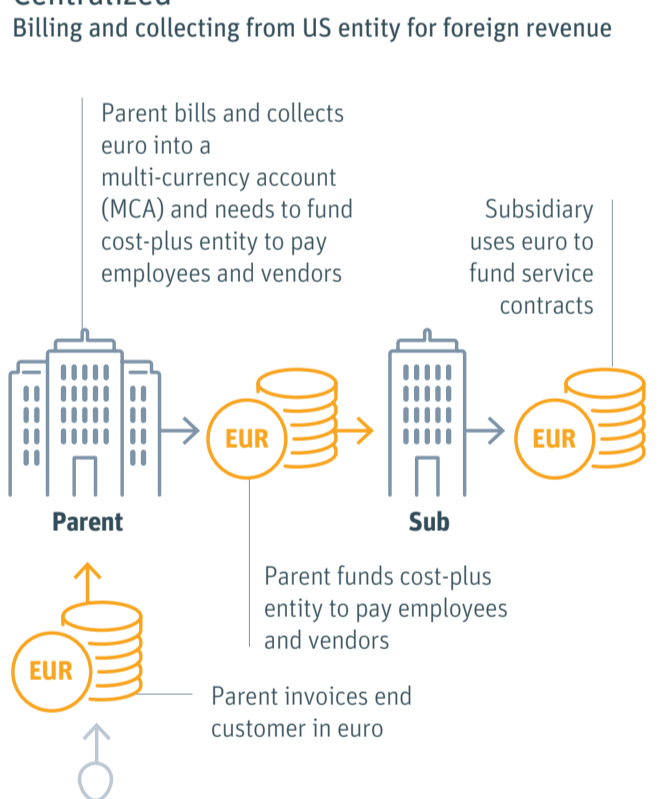 Centralized
Billing and collecting from US entity for foreign revenue
Parent bills and collects
euro into a
multi-currency account
(MCA) and needs to fund
cost-plus entity to pay
employees and vendors
Subsidiary
uses euro to
fund service
contracts
EUR
EUR
Parent
Sub
Parent funds cost-plus
entity to pay employees
and vendors
EUR
Parent invoices end
customer in euro